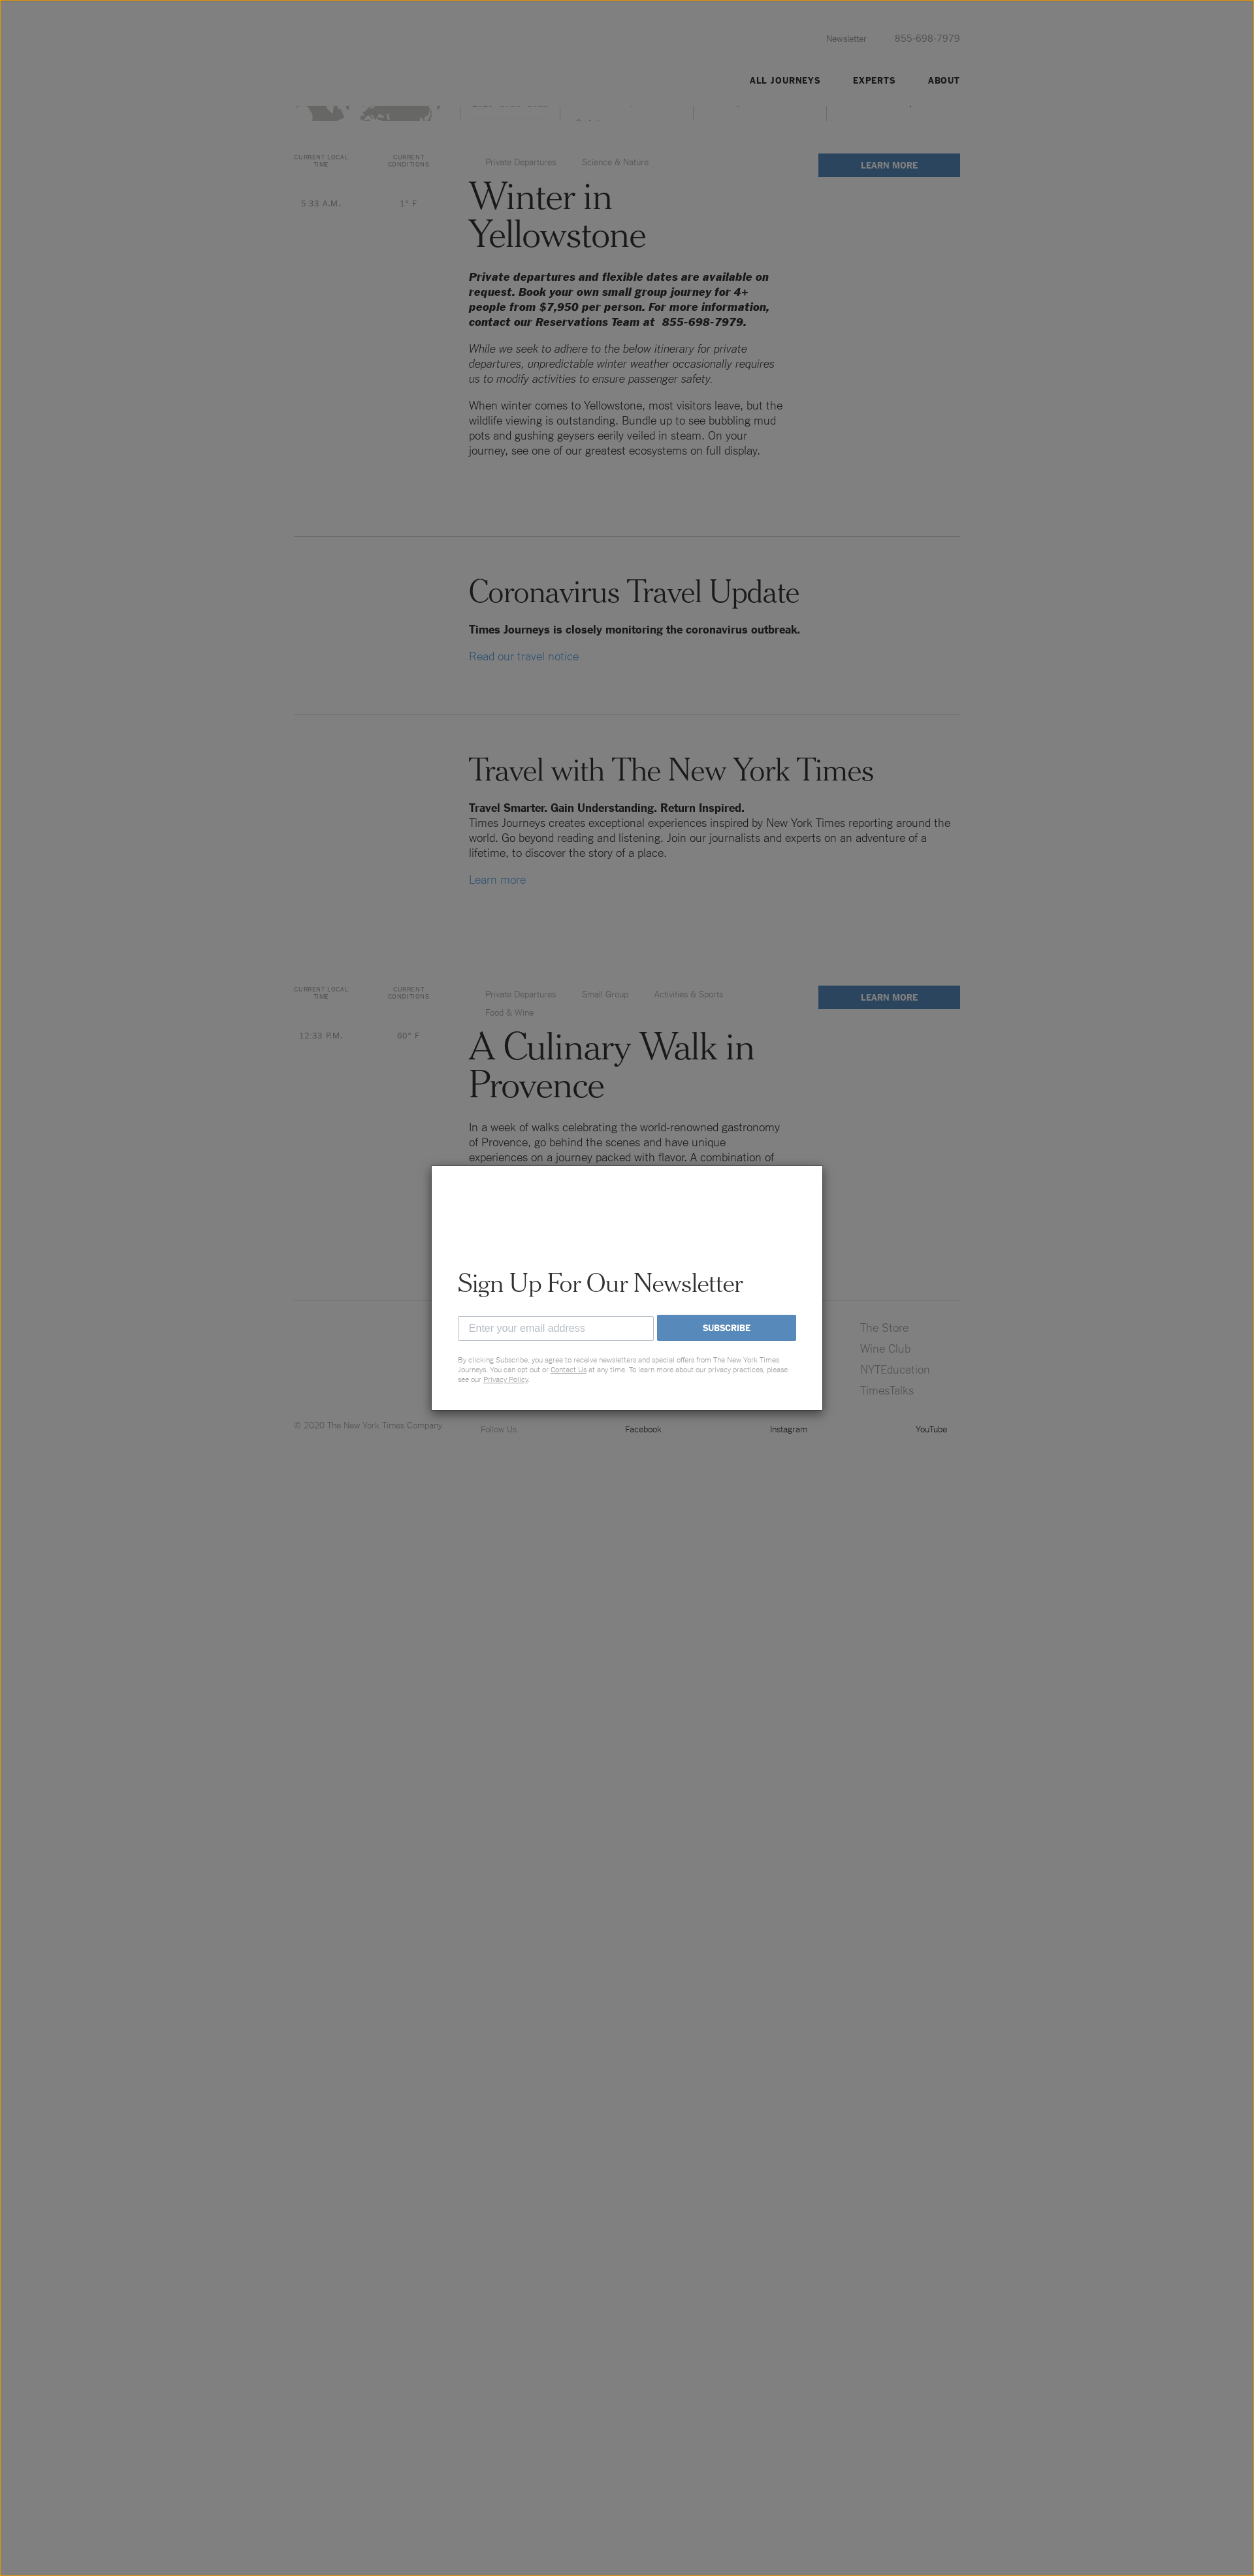 Newsletter
855-698-7979
ALL JOURNEYS
EXPERTS
ABOUT
CURRENT LOCAL
TIME
CURRENT
CONDITIONS
5:33 A.M.
1° F
Private Departures
Science & Nature
LEARN MORE
Winter in
Yellowstone
Private departures and flexible dates are available on
request. Book your own small group journey for 4+
people from $7,950 per person. For more information,
contact our Reservations Team at 855-698-7979.
While we seek to adhere to the below itinerary for private
departures, unpredictable winter weather occasionally requires
us to modify activities to ensure passenger safety.
When winter comes to Yellowstone, most visitors leave, but the
wildlife viewing is outstanding. Bundle up to see bubbling mud
pots and gushing geysers eerily veiled in steam. On your
journey, see one of our greatest ecosystems on full display.
Coronavirus Travel Update
Times Journeys is closely monitoring the coronavirus outbreak.
Read our travel notice
Travel with The New York Times
Travel Smarter. Gain Understanding. Return Inspired.
Times Journeys creates exceptional experiences inspired by New York Times reporting around the
world. Go beyond reading and listening. Join our journalists and experts on an adventure of a
lifetime, to discover the story of a place.
Learn more
CURRENT LOCAL
TIME
CURRENT
CONDITIONS
12:33 P.M.
60° F
Private Departures
Small Group
Activities & Sports
Food & Wine
LEARN MORE
A Culinary Walk in
Provence
In a week of walks celebrating the world-renowned gastronomy
of Provence, go behind the scenes and have unique
experiences on a journey packed with flavor. A combination of
Sign Up For Our Newsletter
Enter your email address
SUBSCRIBE
By clicking Subscribe, you agree to receive newsletters and special offers from The New York Times
Journeys. You can opt out or Contact Us at any time. To learn more about our privacy practices, please
see our Privacy Policy.
The Store
Wine Club
NYTEducation
TimesTalks
© 2020 The New York Times Company
Follow Us
Facebook
Instagram
YouTube